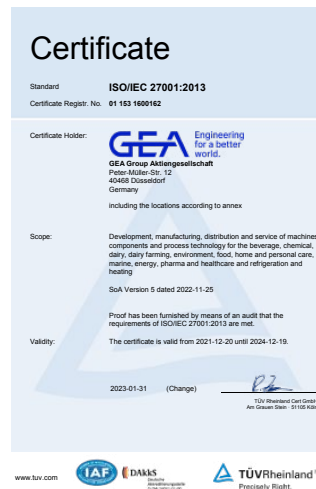 Certificate
Standard ISO/IEC 27001:2013
Certificate Registr. No. 01 153 1600162
Certificate Holder:
GEA Engineering
for a better
world.
GEA Group Aktiengesellschaft
Peter-Müller-Str. 12
40468 Düsseldorf
Germany
including the locations according to annex
Scope: Development, manufacturing, distribution and service of machines
components and process technology for the beverage, chemical,
dairy, dairy farming, environment, food, home and personal care,
marine, energy, pharma and healthcare and refrigeration and
heating
SoA Version 5 dated 2022-11-25
Proof has been furnished by means of an audit that the
requirements of ISO/IEC 27001:2013 are met.
Validity: The certificate is valid from 2021-12-20 until 2024-12-19.
2023-01-31 (Change)
TÜV Rheinland Cert GmbH
Am Grauen Stein · 51105 Köln
www.tuv.com
IAF
DAkkS
Deutsche
Akkreditierungsstelle
TÜVRheinland®
Precisely Right.